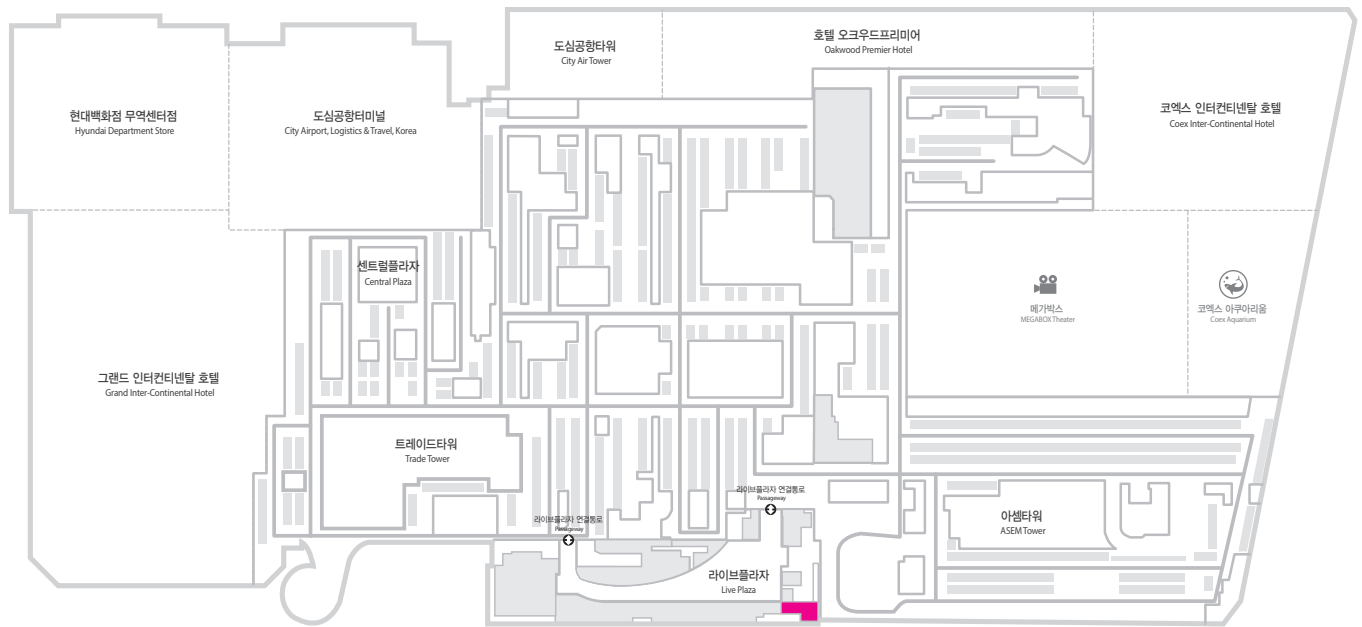 도심공항타워
City Air Tower
호텔 오크우드프리미어
Oakwood Premier Hotel
현대백화점 무역센터점
Hyundai Department Store
도심공항터미널
City Airport, Logistics & Travel, Korea
코엑스 인터컨티넨탈 호텔
Coex Inter-Continental Hotel
센트럴플라자
Central Plaza
메가박스
MEGABOX Theater
코엑스 아쿠아리움
Coex Aquarium
그랜드 인터컨티넨탈 호텔
Grand Inter-Continental Hotel
트레이드타워
Trade Tower
라이브플라자 연결통로
Passageway
라이브플라자 연결통로
Passageway
아셈타워
ASEM Tower
라이브플라자
Live Plaza